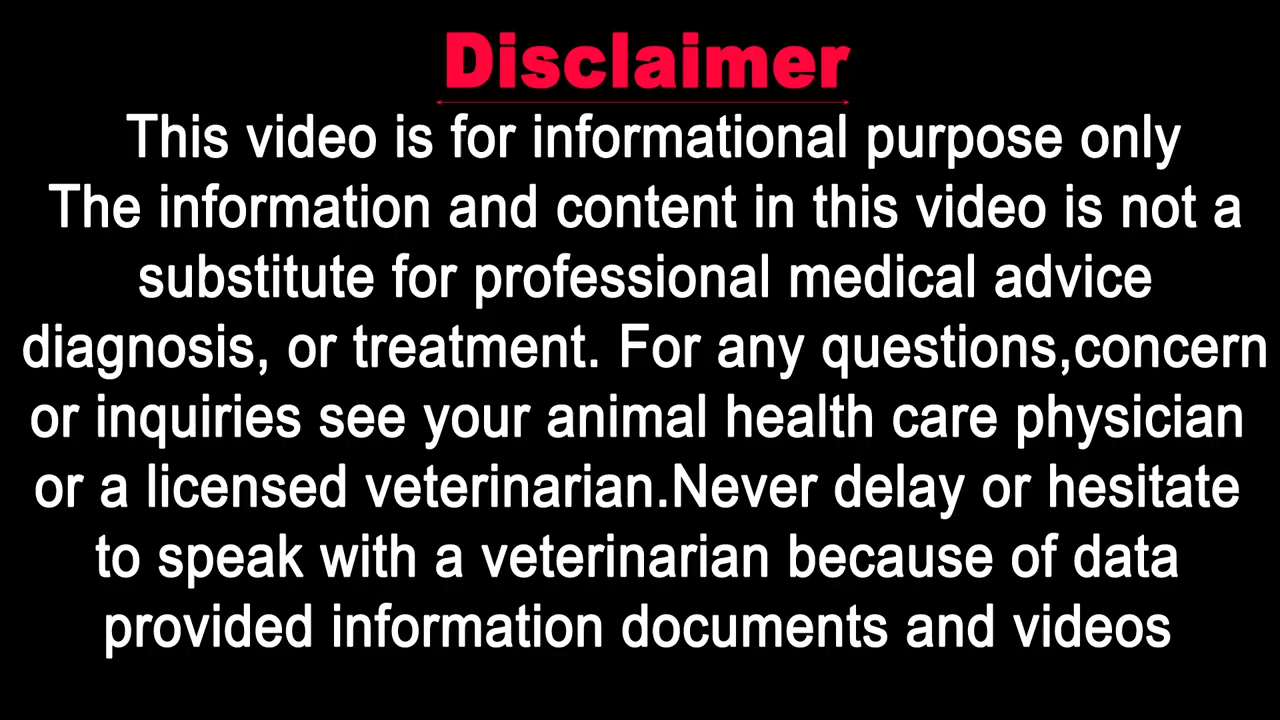 Disclaimer
This video is for informational purpose only
The information and content in this video is not a
substitute for professional medical advice
diagnosis, or treatment. For any questions,concern
or inquiries see your animal health care physician
or a licensed veterinarian.Never delay or hesitate
to speak with a veterinarian because of data
provided information documents and videos